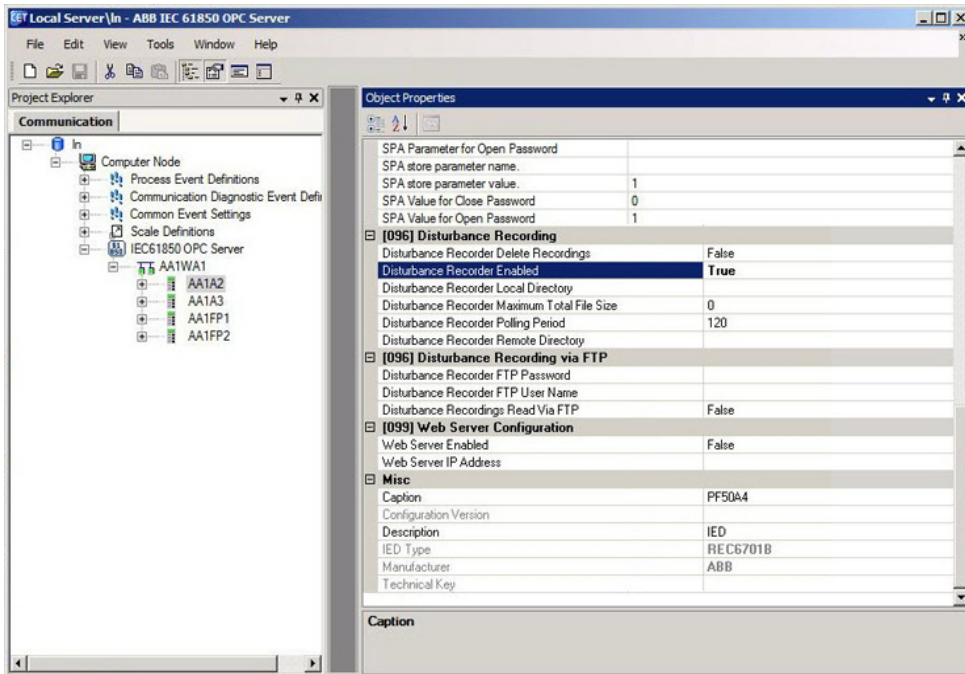 Local Server\ln - ABB IEC 61850 OPC Server
File Edit View Tools Window Help
Project Explorer
Communication
ln
Computer Node
Process Event Definitions
Communication Diagnostic Event Defi
Common Event Settings
Scale Definitions
IEC61850 OPC Server
AA1WA1
AA1A2
AA1A3
AA1FP1
AA1FP2
Object Properties
SPA Parameter for Open Password
SPA store parameter name.
SPA store parameter value. 1
SPA Value for Close Password 0
SPA Value for Open Password 1
[096] Disturbance Recording
Disturbance Recorder Delete Recordings False
Disturbance Recorder Enabled True
Disturbance Recorder Local Directory
Disturbance Recorder Maximum Total File Size 0
Disturbance Recorder Polling Period 120
Disturbance Recorder Remote Directory
[096] Disturbance Recording via FTP
Disturbance Recorder FTP Password
Disturbance Recorder FTP User Name
Disturbance Recordings Read Via FTP False
[099] Web Server Configuration
Web Server Enabled False
Web Server IP Address
Misc
Caption PF50A4
Configuration Version
Description IED
IED Type REC6701B
Manufacturer ABB
Technical Key
Caption